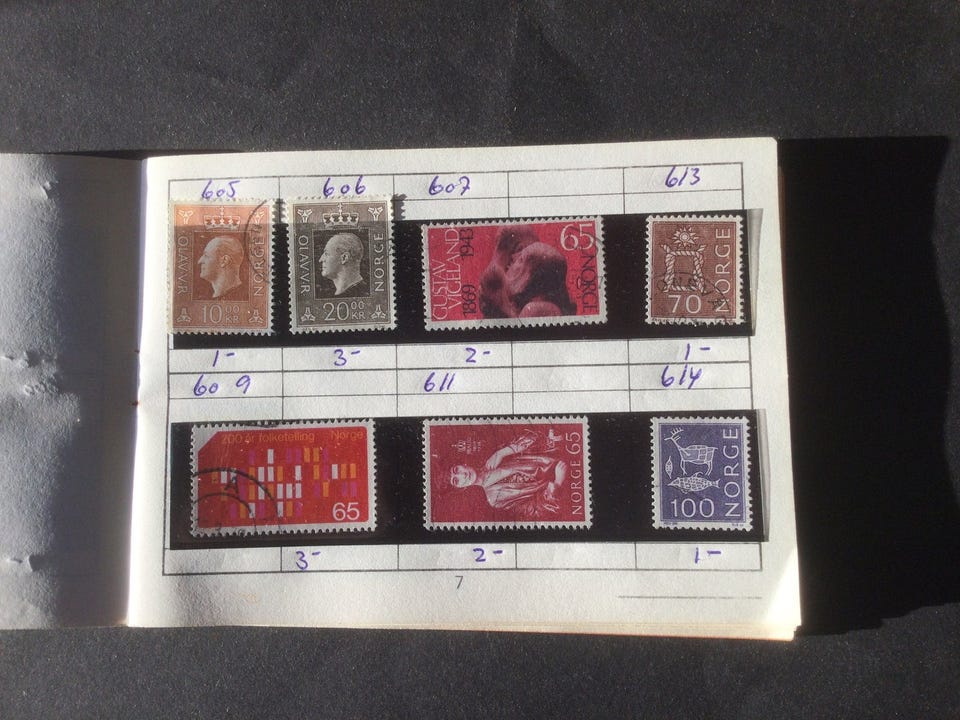 605 606 607 613
OLAV V.R
NORGE
10 00 KR.
OLAV V.R
NORGE
20 00 KR.
GUSTAV VIGELAND
1869 1943
65
NORGE
70
NORGE
1- 3- 2- 1-
609 611 614
200 år folketelling Norge
65
NORGE 65
100
NORGE
3- 2- 1-
7